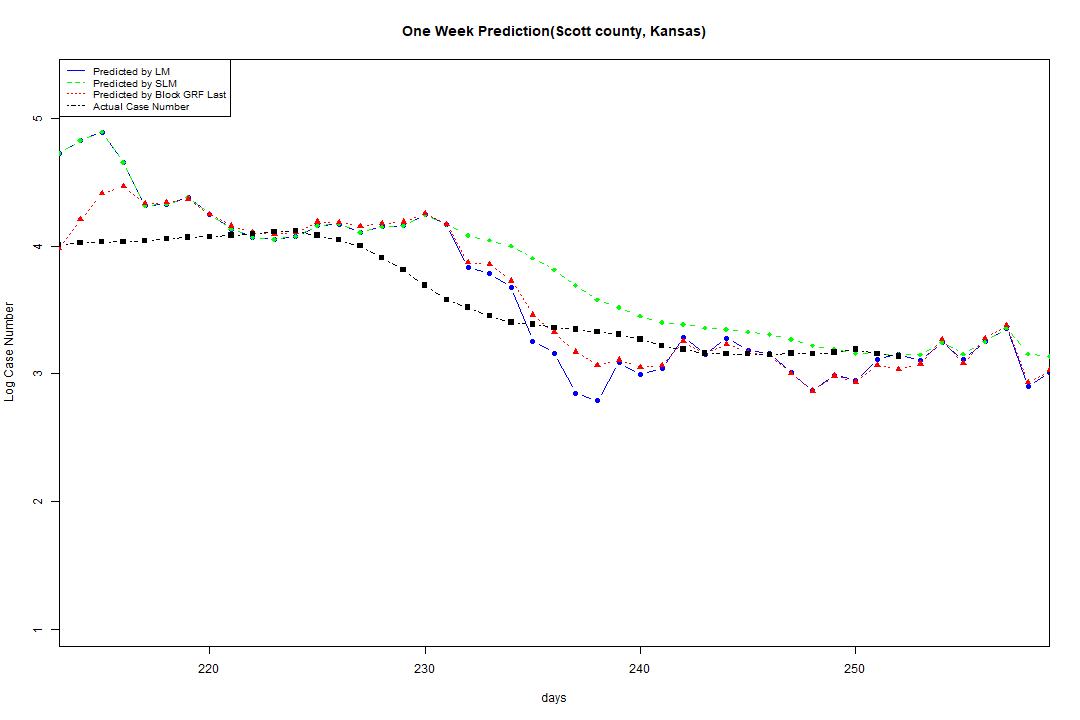 One Week Prediction(Scott county, Kansas)
Predicted by LM
Predicted by SLM
Predicted by Block GRF Last
Actual Case Number
5
4
3
2
1
Log Case Number
220 230 240 250
days